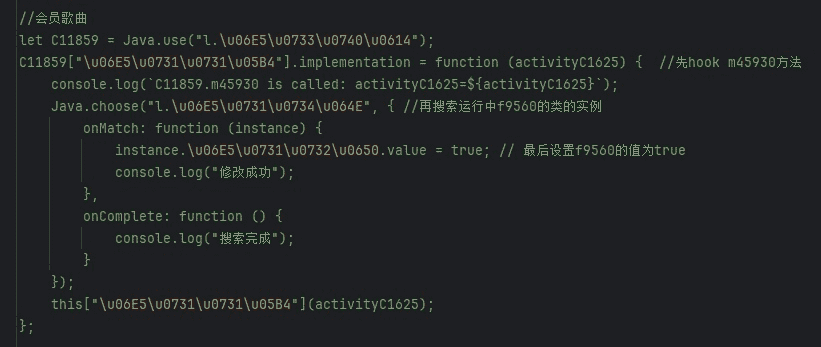 //会员歌曲
let C11859 = Java.use("l.\u06E5\u0733\u0740\u0614");
C11859["\u06E5\u0731\u0731\u05B4"].implementation = function (activityC1625) {  //先hook m45930方法
    console.log(`C11859.m45930 is called: activityC1625=${activityC1625}`);
    Java.choose("l.\u06E5\u0731\u0734\u064E", { //再搜索运行中f9560的类的实例
        onMatch: function (instance) {
            instance.\u06E5\u0731\u0732\u0650.value = true; // 最后设置f9560的值为true
            console.log("修改成功");
        },
        onComplete: function () {
            console.log("搜索完成");
        }
    });
    this["\u06E5\u0731\u0731\u05B4"](activityC1625);
};